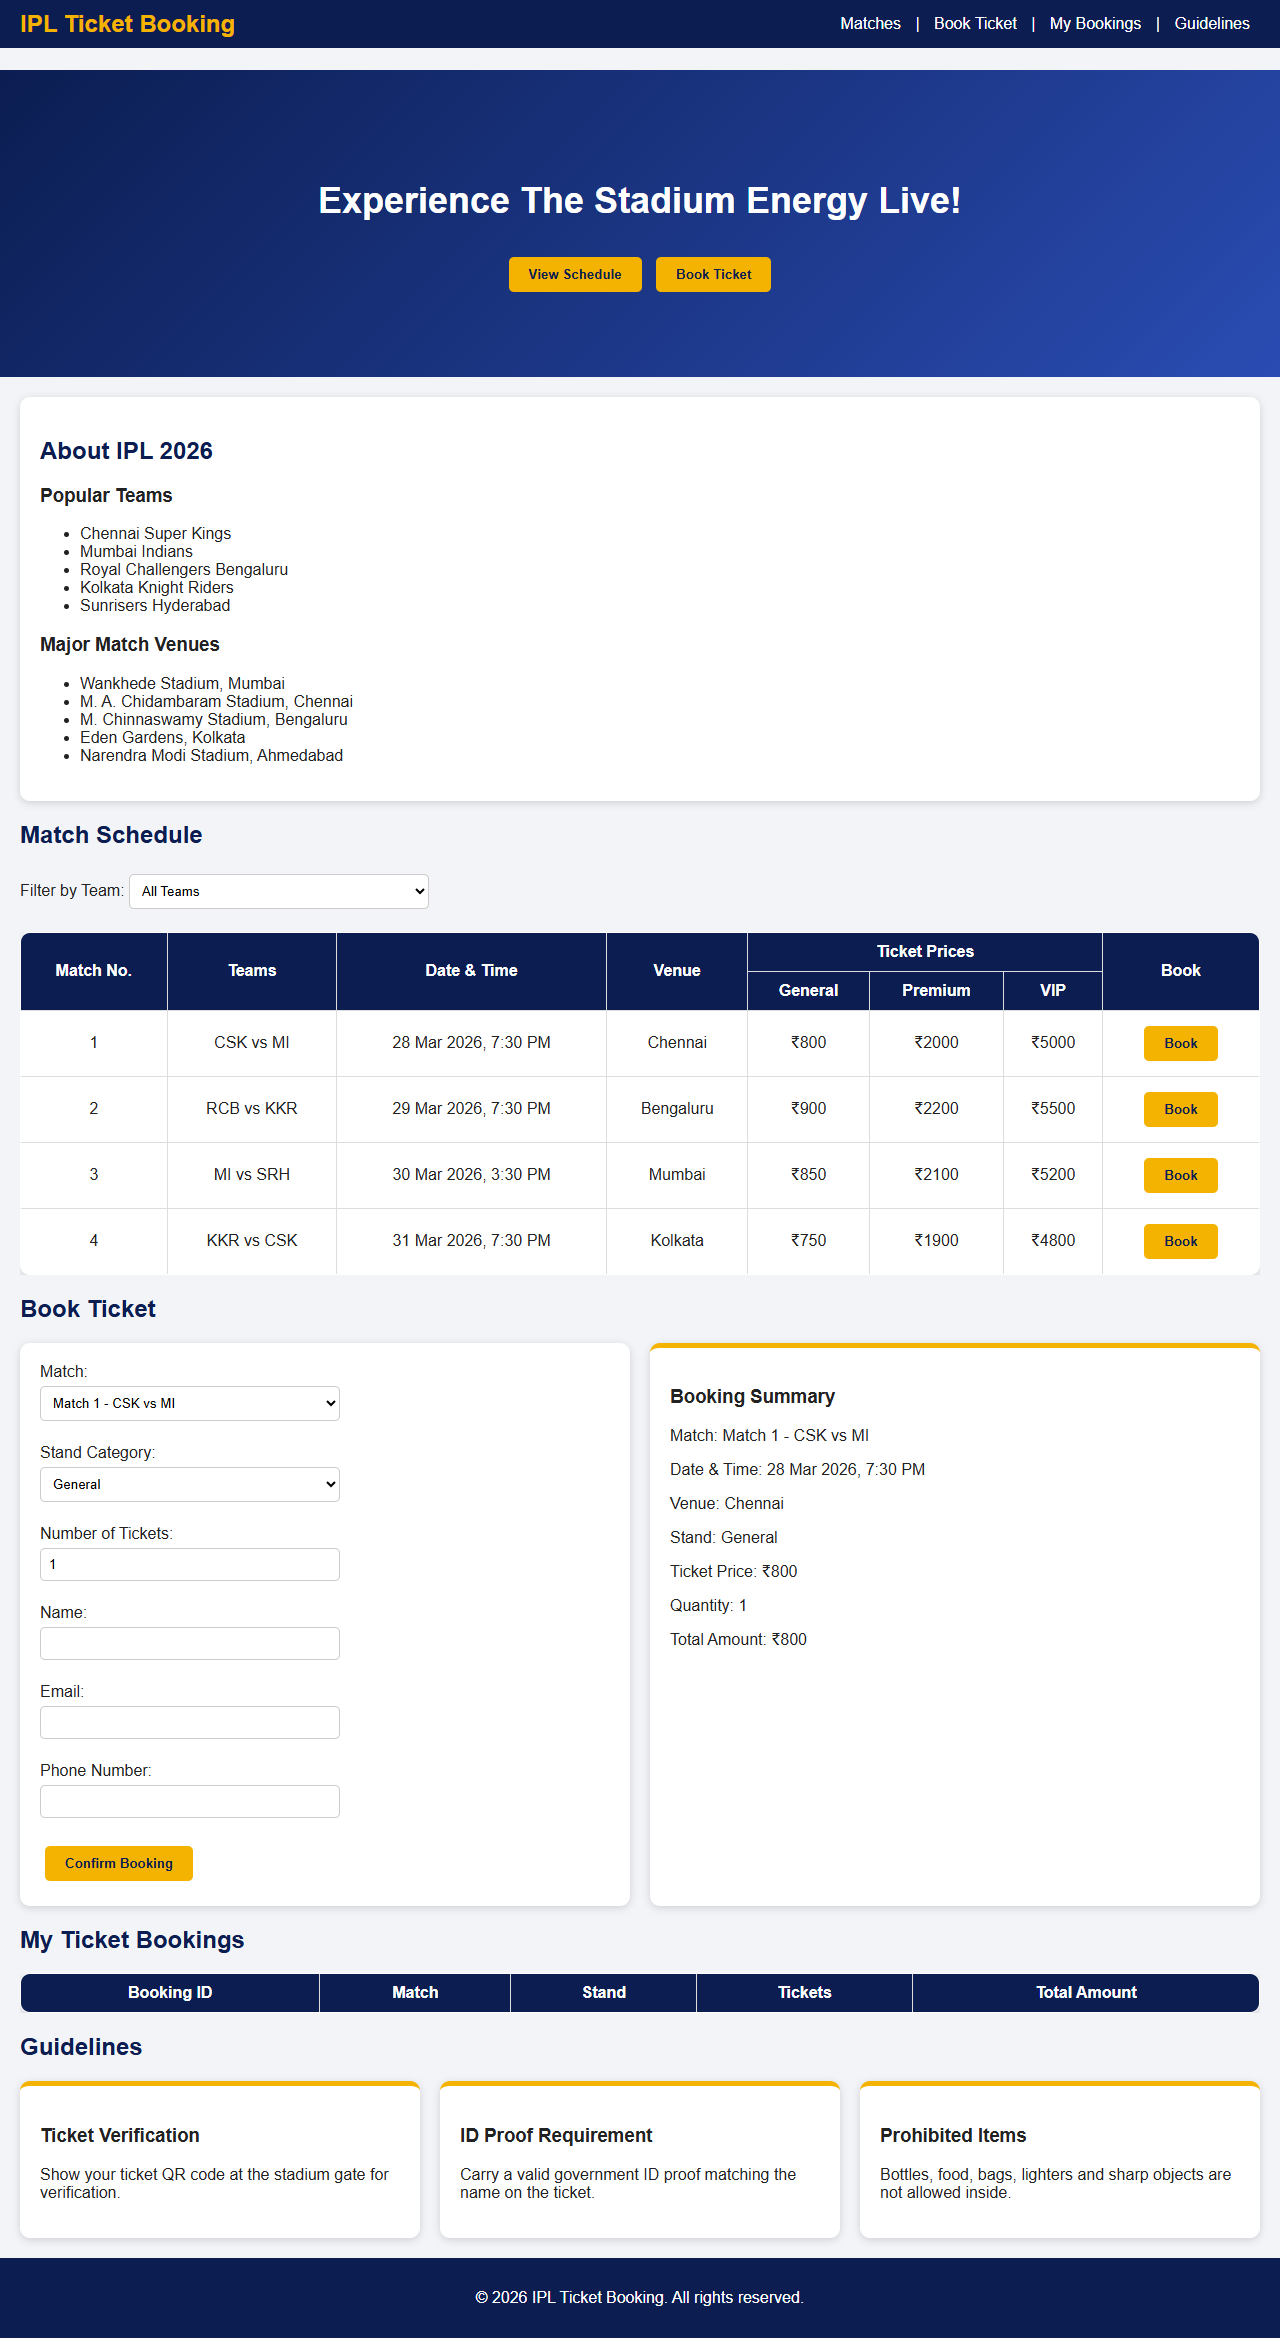 IPL Ticket Booking
Matches | Book Ticket | My Bookings | Guidelines
Experience The Stadium Energy Live!
View Schedule Book Ticket
About IPL 2026
Popular Teams
• Chennai Super Kings
• Mumbai Indians
• Royal Challengers Bengaluru
• Kolkata Knight Riders
• Sunrisers Hyderabad
Major Match Venues
• Wankhede Stadium, Mumbai
• M. A. Chidambaram Stadium, Chennai
• M. Chinnaswamy Stadium, Bengaluru
• Eden Gardens, Kolkata
• Narendra Modi Stadium, Ahmedabad
Match Schedule
Filter by Team: All Teams
Match No. Teams Date & Time Venue Ticket Prices Book
General Premium VIP
1 CSK vs MI 28 Mar 2026, 7:30 PM Chennai ₹800 ₹2000 ₹5000 Book
2 RCB vs KKR 29 Mar 2026, 7:30 PM Bengaluru ₹900 ₹2200 ₹5500 Book
3 MI vs SRH 30 Mar 2026, 3:30 PM Mumbai ₹850 ₹2100 ₹5200 Book
4 KKR vs CSK 31 Mar 2026, 7:30 PM Kolkata ₹750 ₹1900 ₹4800 Book
Book Ticket
Match:
Match 1 - CSK vs MI
Stand Category:
General
Number of Tickets:
1
Name:
Email:
Phone Number:
Confirm Booking
Booking Summary
Match: Match 1 - CSK vs MI
Date & Time: 28 Mar 2026, 7:30 PM
Venue: Chennai
Stand: General
Ticket Price: ₹800
Quantity: 1
Total Amount: ₹800
My Ticket Bookings
Booking ID Match Stand Tickets Total Amount
Guidelines
Ticket Verification
Show your ticket QR code at the stadium gate for
verification.
ID Proof Requirement
Carry a valid government ID proof matching the
name on the ticket.
Prohibited Items
Bottles, food, bags, lighters and sharp objects are
not allowed inside.
© 2026 IPL Ticket Booking. All rights reserved.